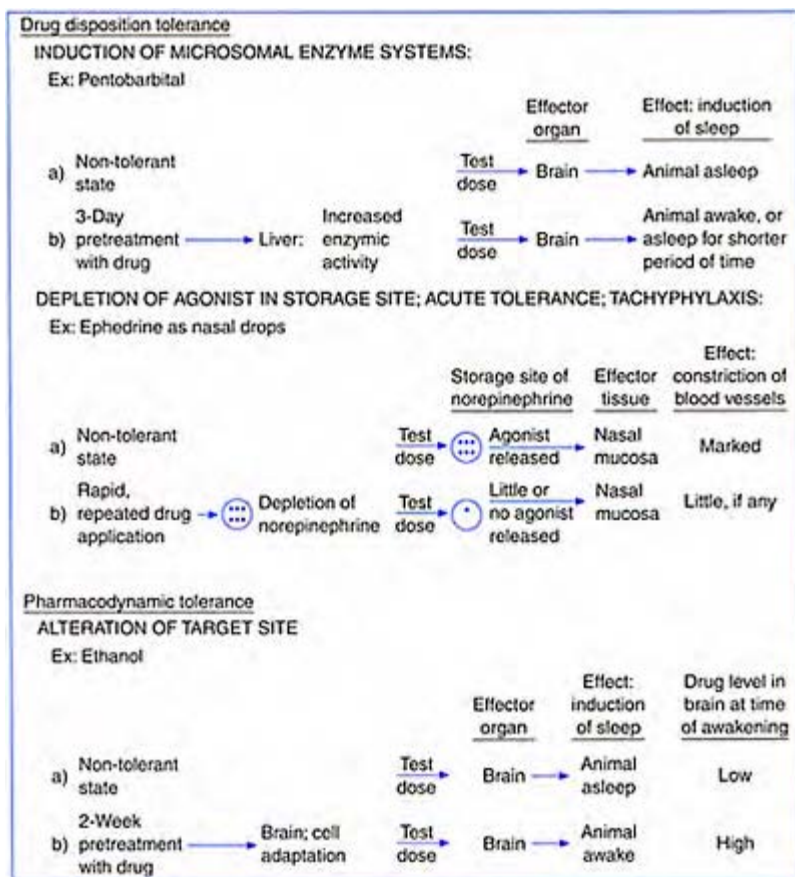 Drug disposition tolerance
INDUCTION OF MICROSOMAL ENZYME SYSTEMS:
Ex: Pentobarbital
Effector organ
Effect: induction of sleep
a) Non-tolerant state
Test dose
Brain
Animal asleep
b) 3-Day pretreatment with drug
Liver:
Increased enzymic activity
Test dose
Brain
Animal awake, or asleep for shorter period of time
DEPLETION OF AGONIST IN STORAGE SITE; ACUTE TOLERANCE; TACHYPHYLAXIS:
Ex: Ephedrine as nasal drops
Storage site of norepinephrine
Effector tissue
Effect: constriction of blood vessels
a) Non-tolerant state
Test dose
Agonist released
Nasal mucosa
Marked
b) Rapid, repeated drug application
Depletion of norepinephrine
Test dose
Little or no agonist released
Nasal mucosa
Little, if any
Pharmacodynamic tolerance
ALTERATION OF TARGET SITE
Ex: Ethanol
Effector organ
Effect: induction of sleep
Drug level in brain at time of awakening
a) Non-tolerant state
Test dose
Brain
Animal asleep
Low
b) 2-Week pretreatment with drug
Brain; cell adaptation
Test dose
Brain
Animal awake
High